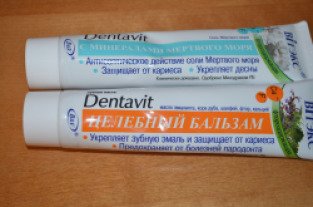 Dentavit
С МИНЕРАЛАМИ МЕРТВОГО МОРЯ
Антисептическое действие соли Мертвого моря
• Защищает от кариеса • Укрепляет десны
ВІТЭКС
Dentavit
ЦЕЛЕБНЫЙ БАЛЬЗАМ
• Укрепляет зубную эмаль и защищает от кариеса
• Предохраняет от болезней пародонта